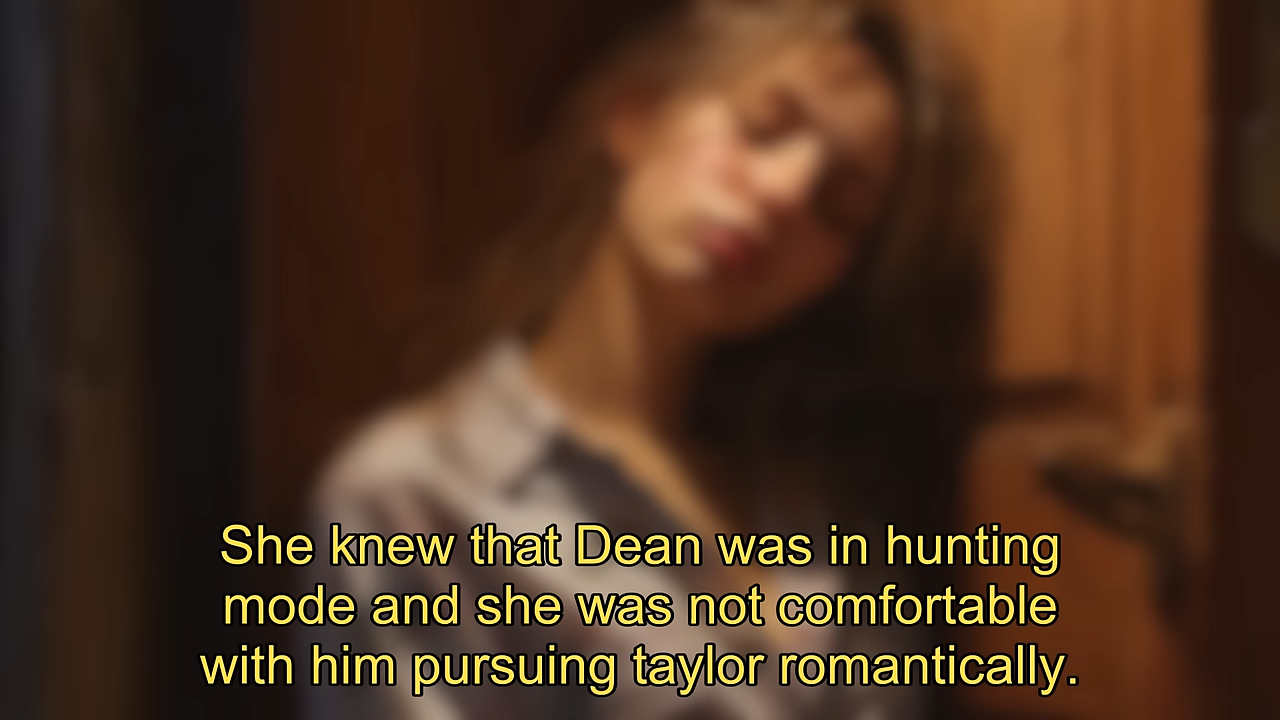 She knew that Dean was in hunting
mode and she was not comfortable
with him pursuing taylor romantically.